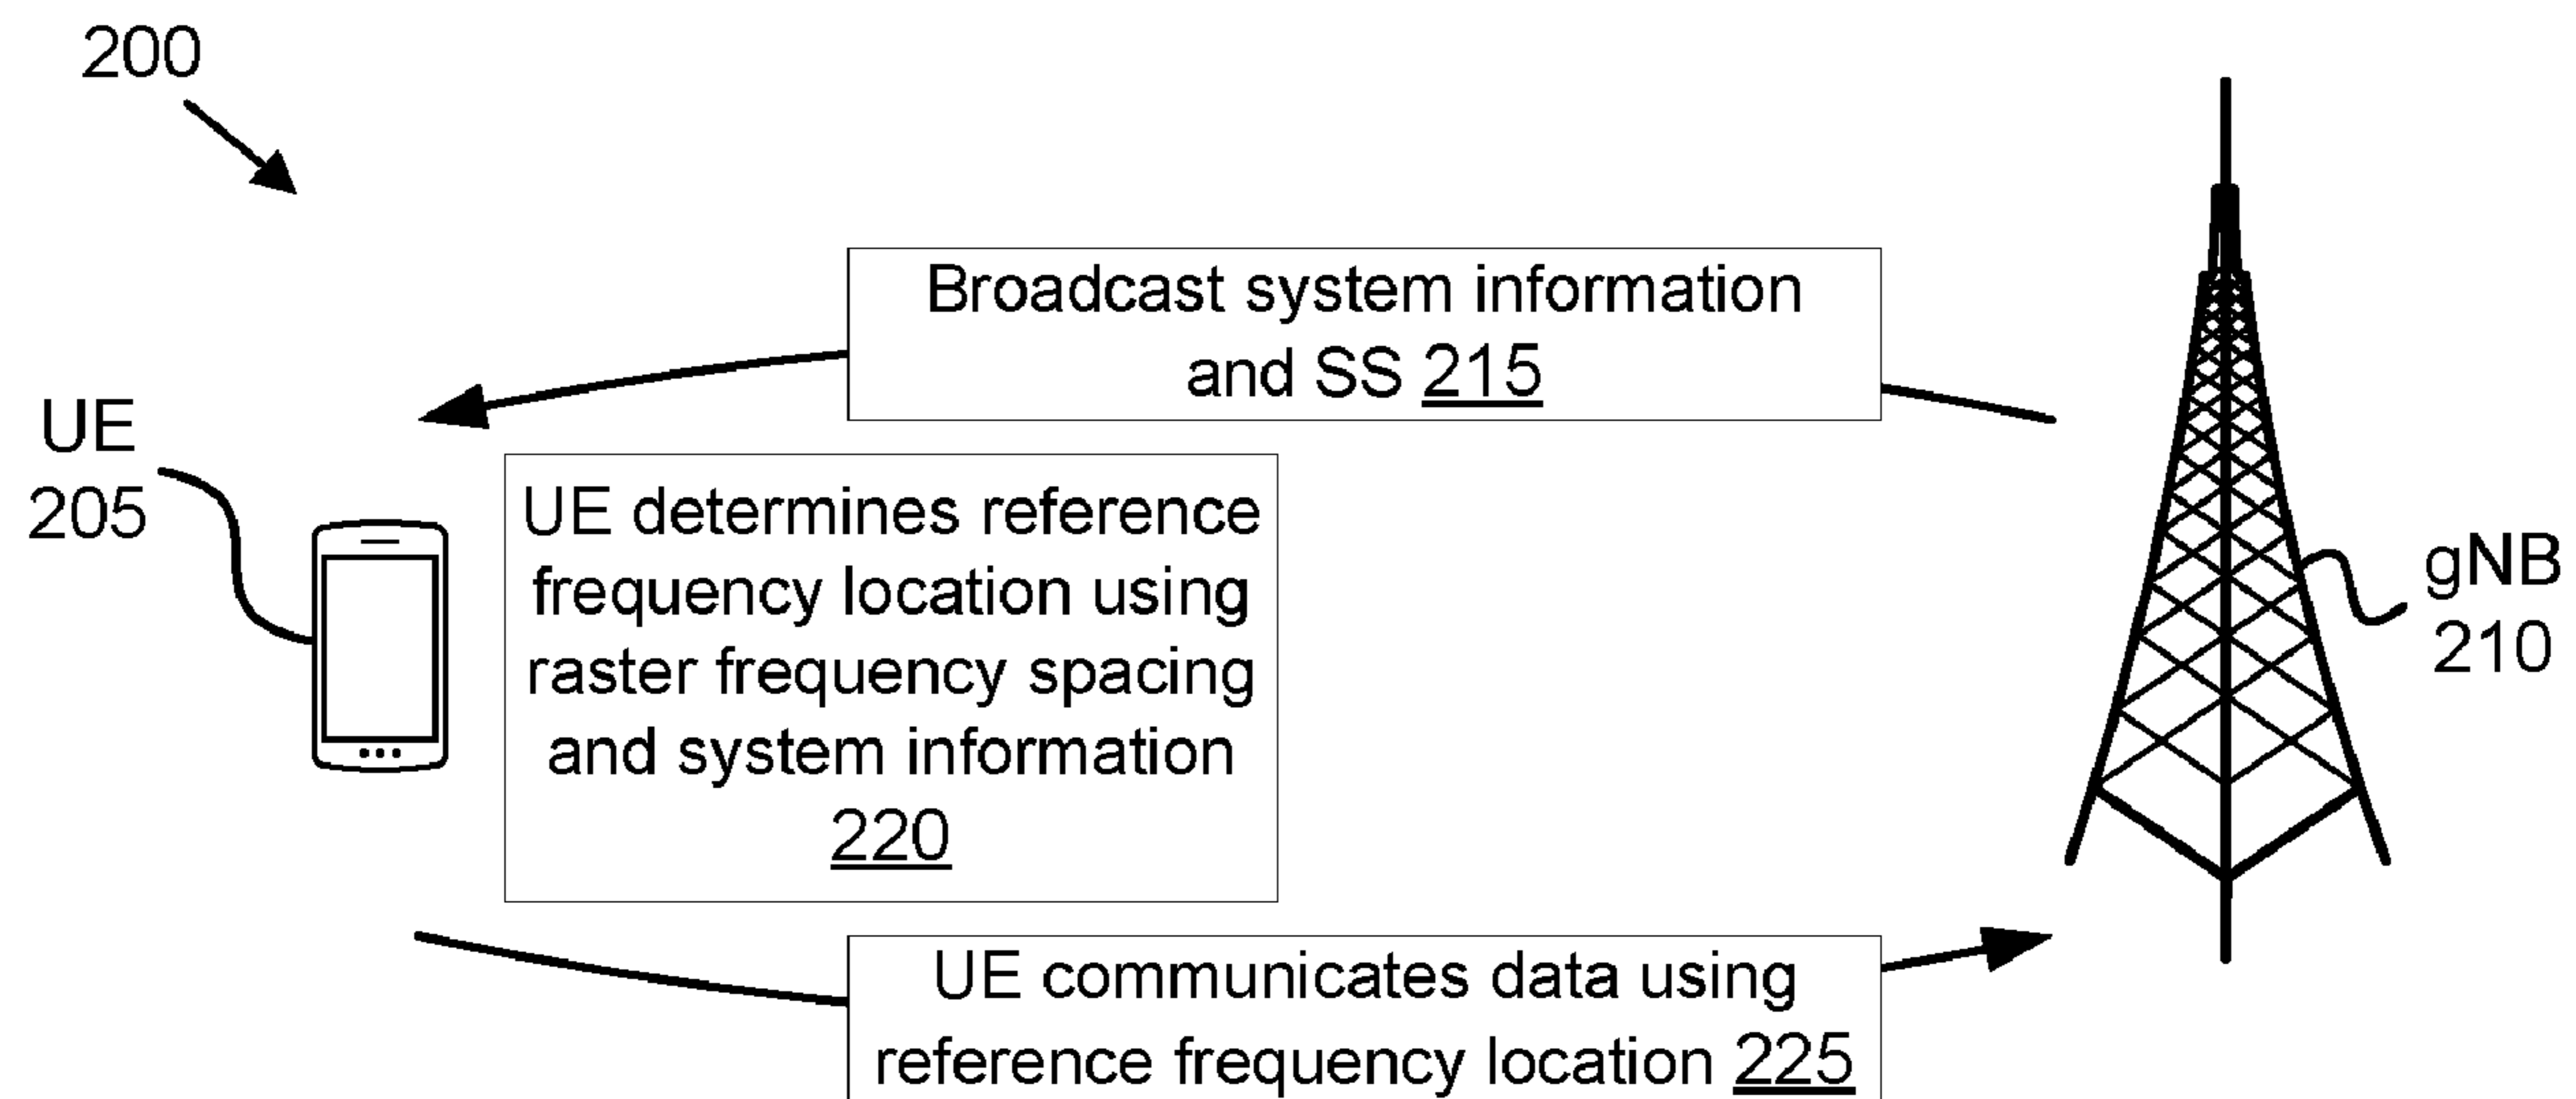 200
Broadcast system information
and SS 215
UE
205
UE determines reference
frequency location using
raster frequency spacing
and system information
220
gNB
210
UE communicates data using
reference frequency location 225